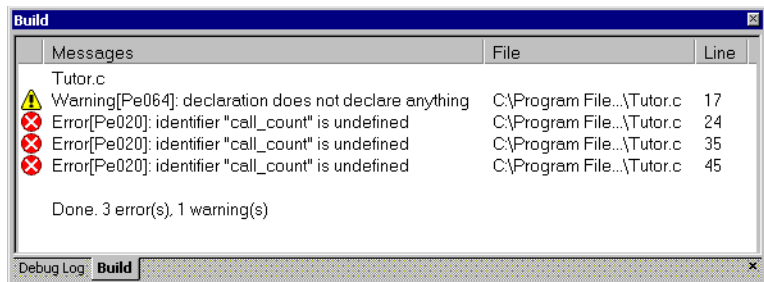 Build
Messages File Line
Tutor.c
Warning[Pe064]: declaration does not declare anything C:\Program File...\Tutor.c 17
Error[Pe020]: identifier "call_count" is undefined C:\Program File...\Tutor.c 24
Error[Pe020]: identifier "call_count" is undefined C:\Program File...\Tutor.c 35
Error[Pe020]: identifier "call_count" is undefined C:\Program File...\Tutor.c 45
Done. 3 error(s), 1 warning(s)
Debug Log Build